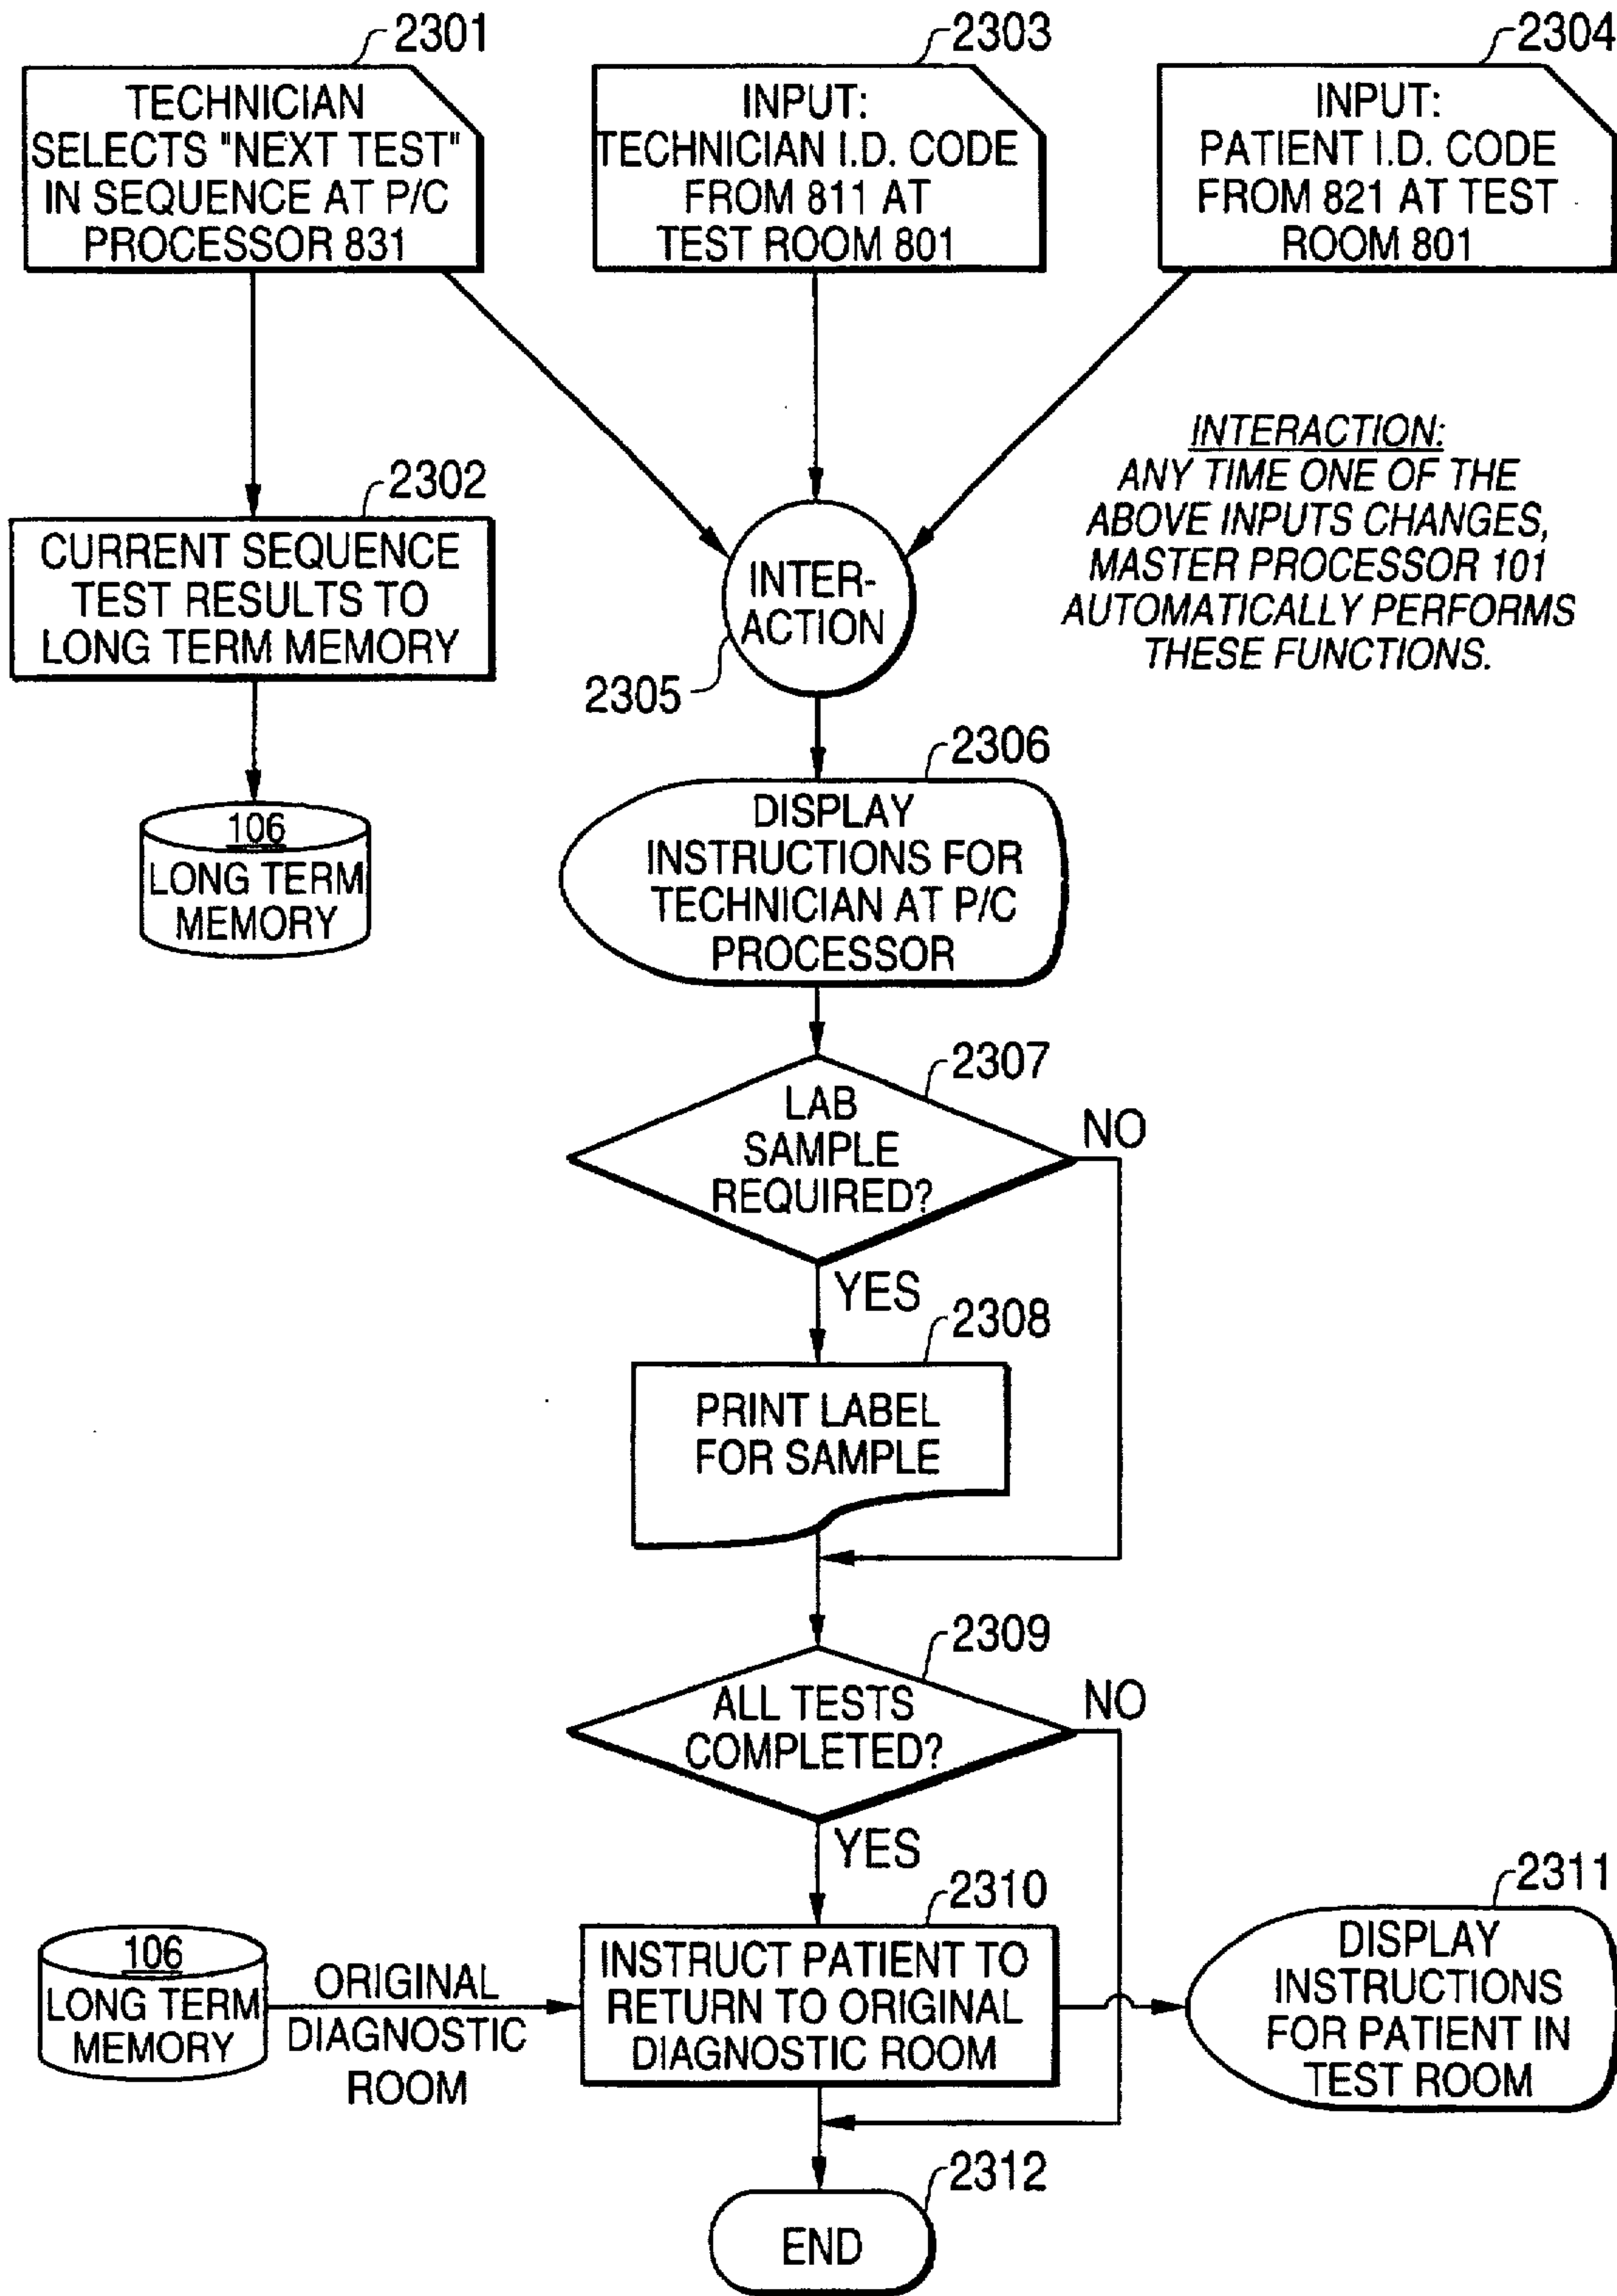 2301
TECHNICIAN
SELECTS "NEXT TEST"
IN SEQUENCE AT P/C
PROCESSOR 831
2303
INPUT:
TECHNICIAN I.D. CODE
FROM 811 AT
TEST ROOM 801
2304
INPUT:
PATIENT I.D. CODE
FROM 821 AT TEST
ROOM 801
2302
CURRENT SEQUENCE
TEST RESULTS TO
LONG TERM MEMORY
106
LONG TERM
MEMORY
INTER-
ACTION
2305
INTERACTION:
ANY TIME ONE OF THE
ABOVE INPUTS CHANGES,
MASTER PROCESSOR 101
AUTOMATICALLY PERFORMS
THESE FUNCTIONS.
2306
DISPLAY
INSTRUCTIONS FOR
TECHNICIAN AT P/C
PROCESSOR
2307
LAB
SAMPLE
REQUIRED?
NO
YES
2308
PRINT LABEL
FOR SAMPLE
2309
ALL TESTS
COMPLETED?
NO
YES
106
LONG TERM
MEMORY
ORIGINAL
DIAGNOSTIC
ROOM
2310
INSTRUCT PATIENT TO
RETURN TO ORIGINAL
DIAGNOSTIC ROOM
2311
DISPLAY
INSTRUCTIONS
FOR PATIENT IN
TEST ROOM
2312
END